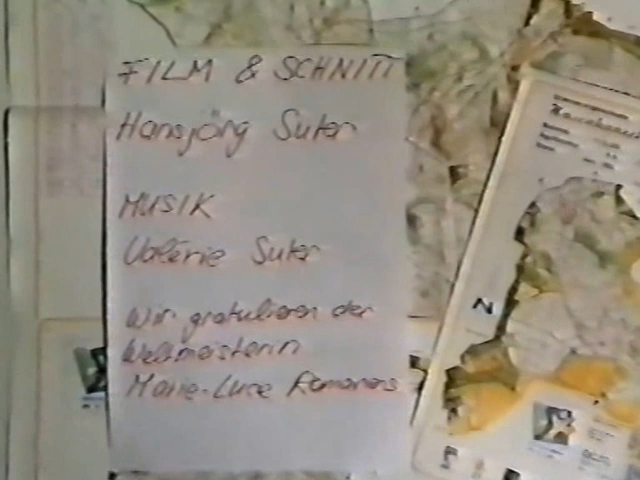 FILM & SCHNITT
Hansjörg Suter
MUSIK
Valérie Suter
Wir gratulieren der
Weltmeisterin
Marie-Luce Romanens
N